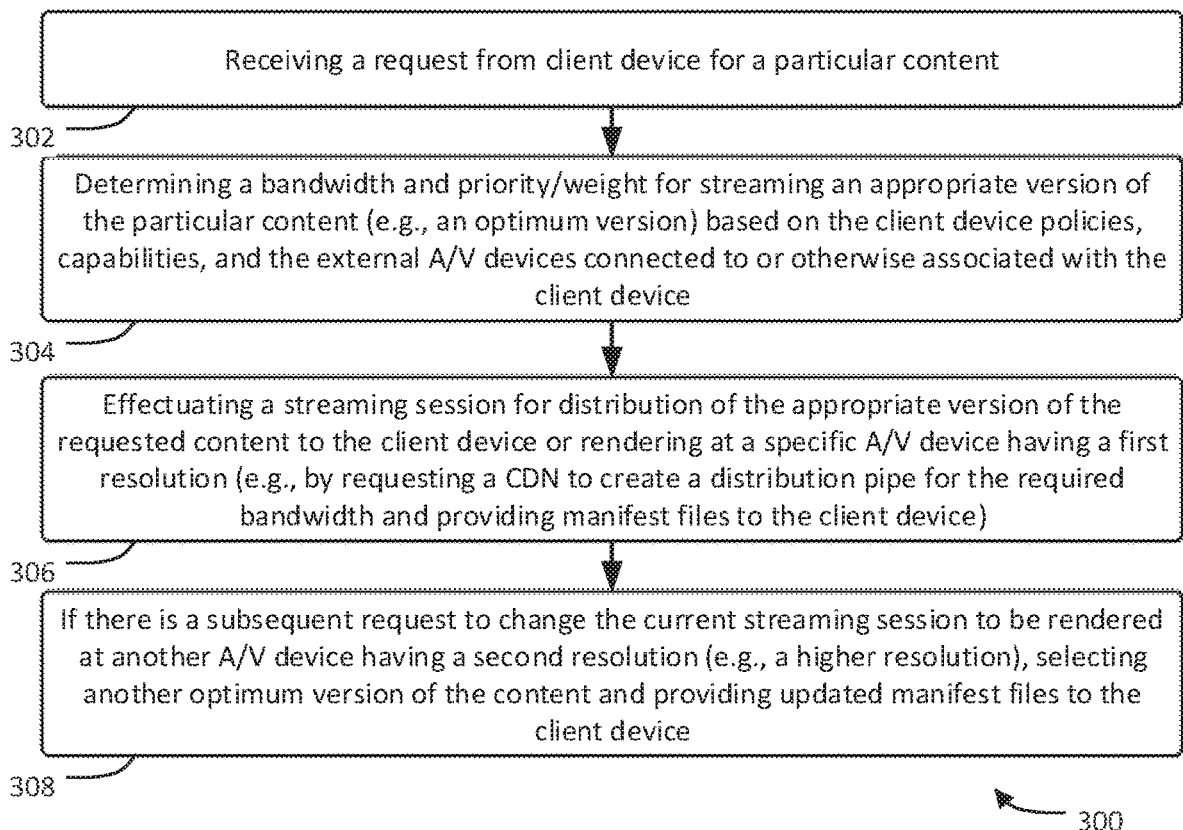 Receiving a request from client device for a particular content
302
Determining a bandwidth and priority/weight for streaming an appropriate version of
the particular content (e.g., an optimum version) based on the client device policies,
capabilities, and the external A/V devices connected to or otherwise associated with the
client device
304
Effectuating a streaming session for distribution of the appropriate version of the
requested content to the client device or rendering at a specific A/V device having a first
resolution (e.g., by requesting a CDN to create a distribution pipe for the required
bandwidth and providing manifest files to the client device)
306
If there is a subsequent request to change the current streaming session to be rendered
at another A/V device having a second resolution (e.g., a higher resolution), selecting
another optimum version of the content and providing updated manifest files to the
client device
308
300